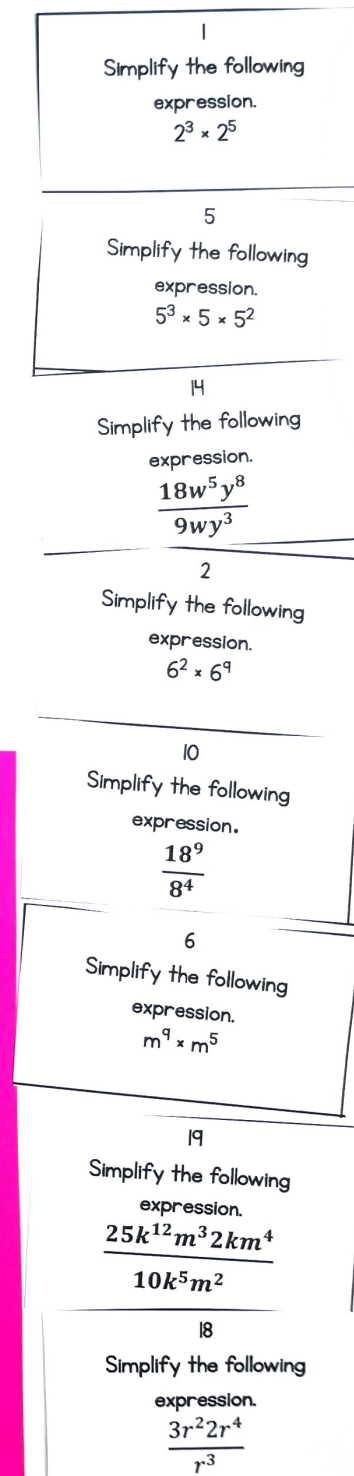 1
Simplify the following
expression.
2³ × 2⁵
5
Simplify the following
expression.
5³ × 5 × 5²
14
Simplify the following
expression.
18w⁵y⁸
9wy³
2
Simplify the following
expression.
6² × 6⁹
10
Simplify the following
expression.
18⁹
8⁴
6
Simplify the following
expression.
m⁹ × m⁵
19
Simplify the following
expression.
25k¹²m³2km⁴
10k⁵m²
18
Simplify the following
expression.
3r²2r⁴
r³